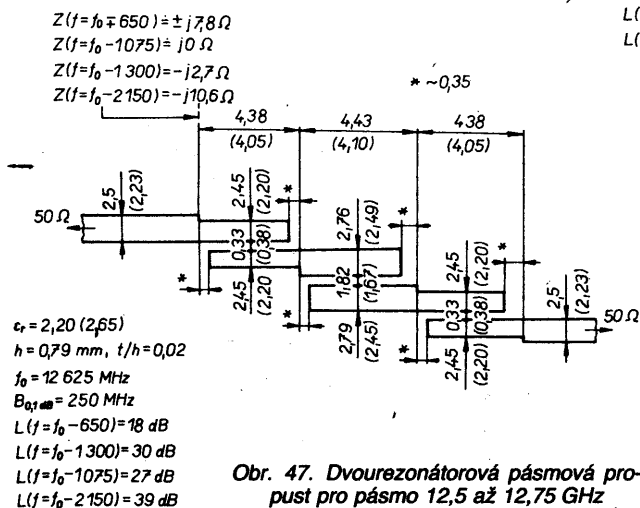 L(f=
L(f=
Z(f=f₀∓650)≐±j7,8Ω
Z(f=f₀-1075)≐j0 Ω
Z(f=f₀-1300)=-j2,7Ω
Z(f=f₀-2150)=-j10,6Ω
* ~0,35
4,38
(4,05)
4,43
(4,10)
438
(4,05)
2,5
(2,23)
2,45
(2,20)
*
2,76
(2,49)
*
50Ω
0,33
(0,38)
2,45
(2,20)
*
2,5
(2,23)
*
2,45
(2,20
1,82
(1,67)
0,33
(0,38)
50Ω
*
2,79
(2,45)
*
2,45
(2,20)
εr=2,20 (2,65)
h=0,79 mm, t/h=0,02
f₀=12 625 MHz
B0,1 dB=250 MHz
L(f=f₀-650)=18 dB
L(f=f₀-1300)=30 dB
L(f=f₀-1075)=27 dB
L(f=f₀-2150)=39 dB
Obr. 47. Dvourezonátorová pásmová pro-
pust pro pásmo 12,5 až 12,75 GHz